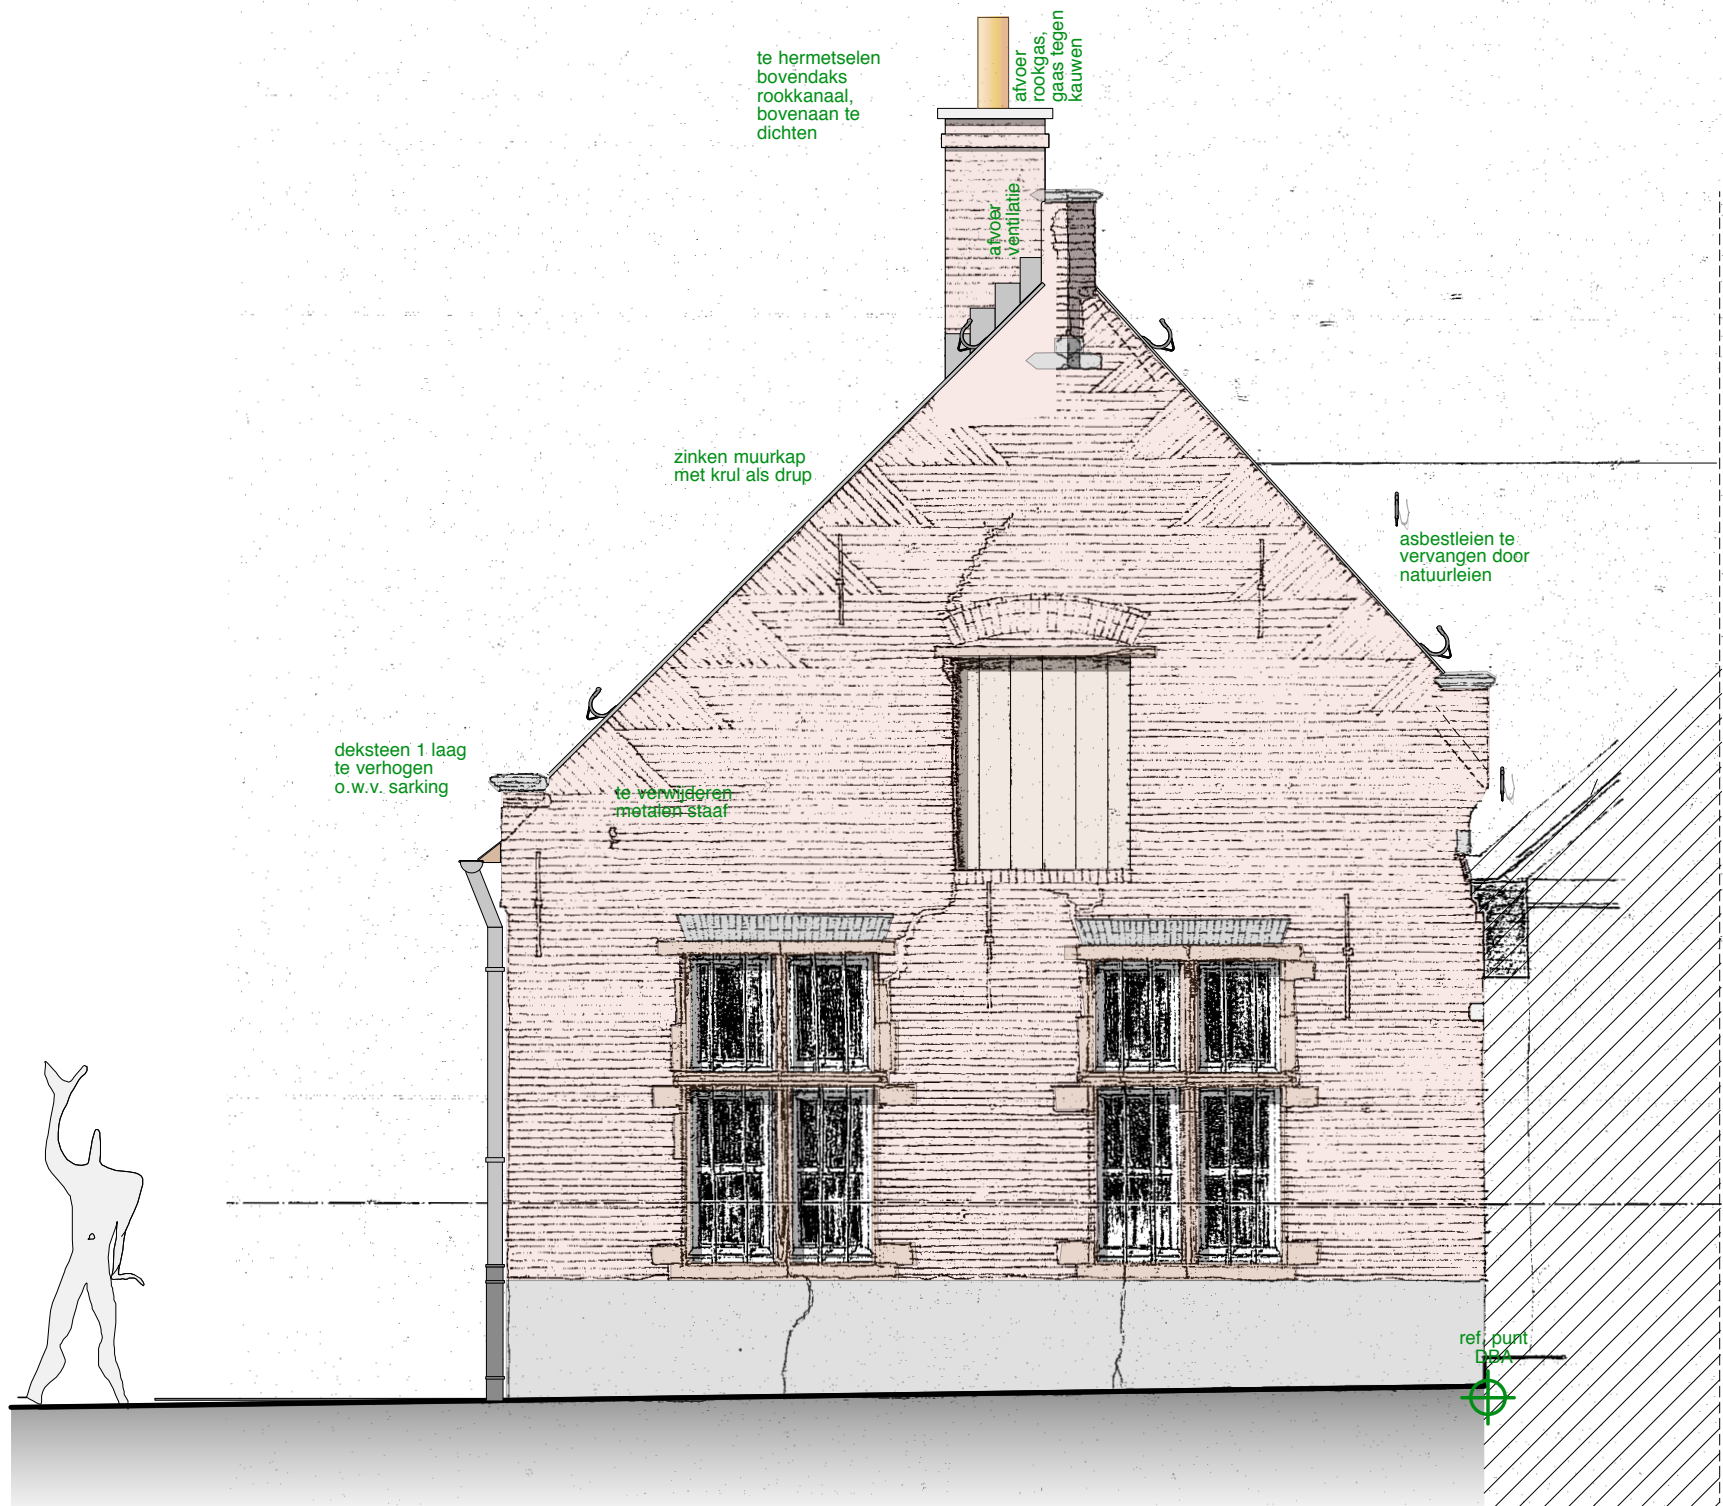 te hermetselen
bovendaks
rookkanaal,
bovenaan te
dichten
afvoer
rookgas,
gaas tegen
kauwen
afvoer
ventilatie
zinken muurkap
met krul als drup
asbestleien te
vervangen door
natuurleien
deksteen 1 laag
te verhogen
o.w.v. sarking
te verwijderen
metalen staaf
ref. punt
DBA